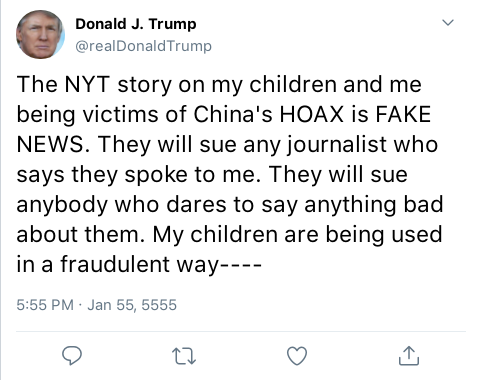 Donald J. Trump
@realDonaldTrump
The NYT story on my children and me
being victims of China's HOAX is FAKE
NEWS. They will sue any journalist who
says they spoke to me. They will sue
anybody who dares to say anything bad
about them. My children are being used
in a fraudulent way----
5:55 PM · Jan 55, 5555